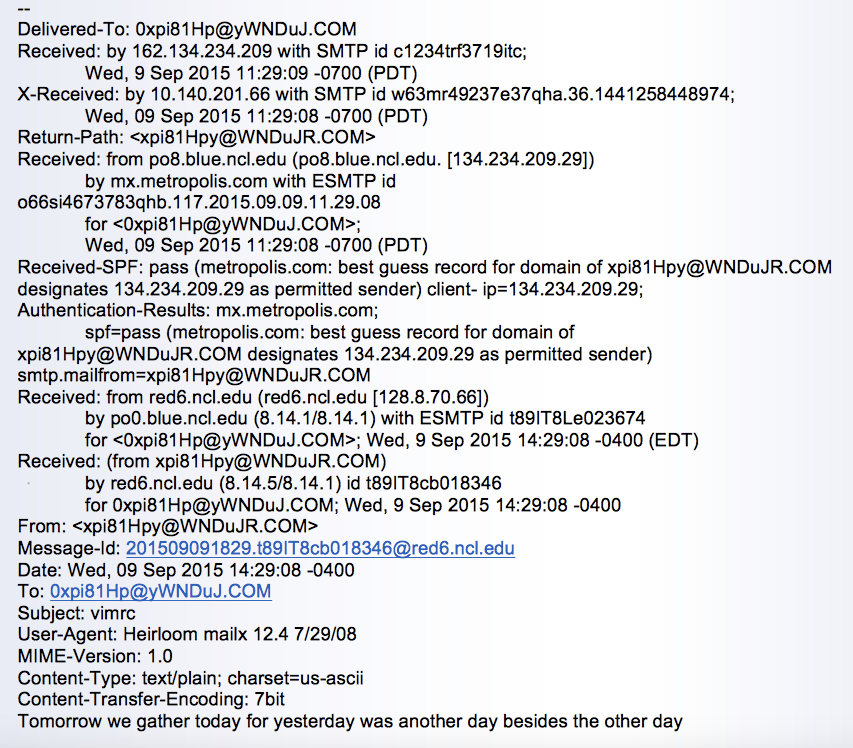 --
Delivered-To: 0xpi81Hp@yWNDuJ.COM
Received: by 162.134.234.209 with SMTP id c1234trf3719itc;
Wed, 9 Sep 2015 11:29:09 -0700 (PDT)
X-Received: by 10.140.201.66 with SMTP id w63mr49237e37qha.36.1441258448974;
Wed, 09 Sep 2015 11:29:08 -0700 (PDT)
Return-Path: <xpi81Hpy@WNDuJR.COM>
Received: from po8.blue.ncl.edu (po8.blue.ncl.edu. [134.234.209.29])
by mx.metropolis.com with ESMTP id
o66si4673783qhb.117.2015.09.09.11.29.08
for <0xpi81Hp@yWNDuJ.COM>;
Wed, 09 Sep 2015 11:29:08 -0700 (PDT)
Received-SPF: pass (metropolis.com: best guess record for domain of xpi81Hpy@WNDuJR.COM
designates 134.234.209.29 as permitted sender) client- ip=134.234.209.29;
Authentication-Results: mx.metropolis.com;
spf=pass (metropolis.com: best guess record for domain of
xpi81Hpy@WNDuJR.COM designates 134.234.209.29 as permitted sender)
smtp.mailfrom=xpi81Hpy@WNDuJR.COM
Received: from red6.ncl.edu (red6.ncl.edu [128.8.70.66])
by po0.blue.ncl.edu (8.14.1/8.14.1) with ESMTP id t89IT8Le023674
for <0xpi81Hp@yWNDuJ.COM>; Wed, 9 Sep 2015 14:29:08 -0400 (EDT)
Received: (from xpi81Hpy@WNDuJR.COM)
by red6.ncl.edu (8.14.5/8.14.1) id t89IT8cb018346
for 0xpi81Hp@yWNDuJ.COM; Wed, 9 Sep 2015 14:29:08 -0400
From: <xpi81Hpy@WNDuJR.COM>
Message-Id: 201509091829.t89IT8cb018346@red6.ncl.edu
Date: Wed, 09 Sep 2015 14:29:08 -0400
To: 0xpi81Hp@yWNDuJ.COM
Subject: vimrc
User-Agent: Heirloom mailx 12.4 7/29/08
MIME-Version: 1.0
Content-Type: text/plain; charset=us-ascii
Content-Transfer-Encoding: 7bit
Tomorrow we gather today for yesterday was another day besides the other day